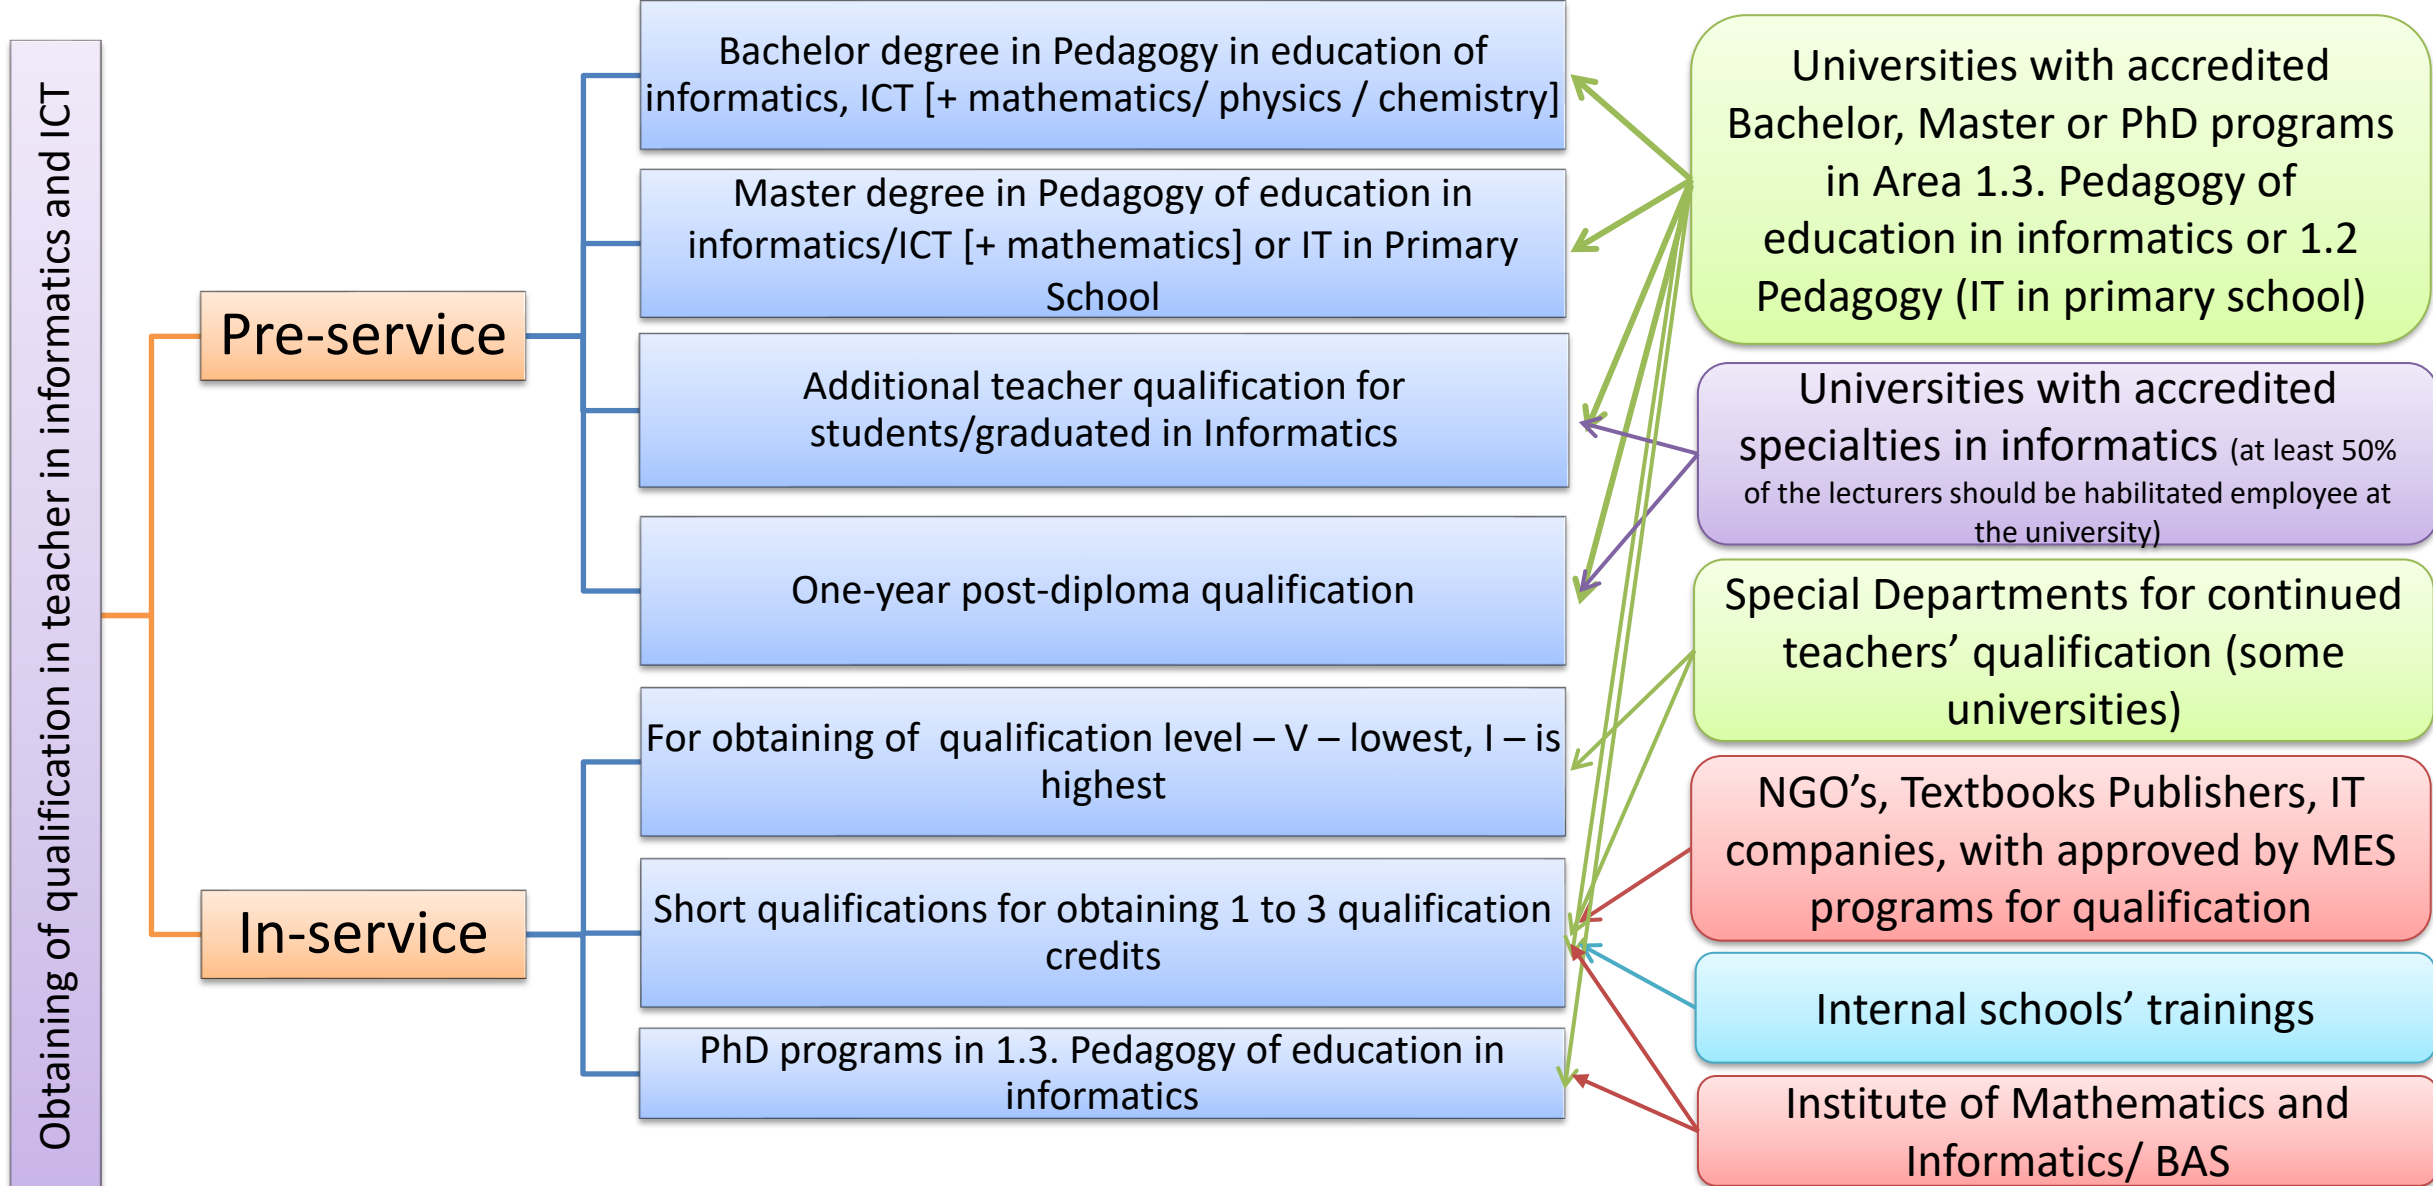 Obtaining of qualification in teacher in informatics and ICT
Pre-service
In-service
Bachelor degree in Pedagogy in education of
informatics, ICT [+ mathematics/ physics / chemistry]
Master degree in Pedagogy of education in
informatics/ICT [+ mathematics] or IT in Primary
School
Additional teacher qualification for
students/graduated in Informatics
One-year post-diploma qualification
For obtaining of  qualification level – V – lowest, I – is
highest
Short qualifications for obtaining 1 to 3 qualification
credits
PhD programs in 1.3. Pedagogy of education in
informatics
Universities with accredited
Bachelor, Master or PhD programs
in Area 1.3. Pedagogy of
education in informatics or 1.2
Pedagogy (IT in primary school)
Universities with accredited
specialties in informatics (at least 50%
of the lecturers should be habilitated employee at
the university)
Special Departments for continued
teachers’ qualification (some
universities)
NGO’s, Textbooks Publishers, IT
companies, with approved by MES
programs for qualification
Internal schools’ trainings
Institute of Mathematics and
Informatics/ BAS